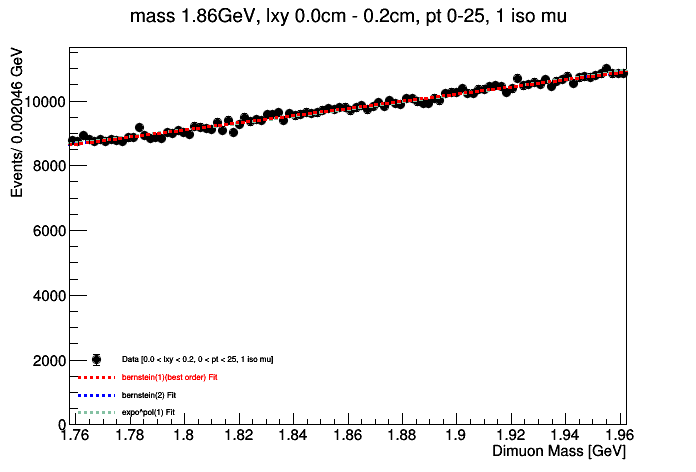 mass 1.86GeV, lxy 0.0cm - 0.2cm, pt 0-25, 1 iso mu
Events/ 0.002046 GeV
10000
8000
6000
4000
2000
0
Data [0.0 < lxy < 0.2, 0 < pt < 25, 1 iso mu]
bernstein(1)(best order) Fit
bernstein(2) Fit
expo^pol(1) Fit
1.76 1.78 1.8 1.82 1.84 1.86 1.88 1.9 1.92 1.94 1.96
Dimuon Mass [GeV]